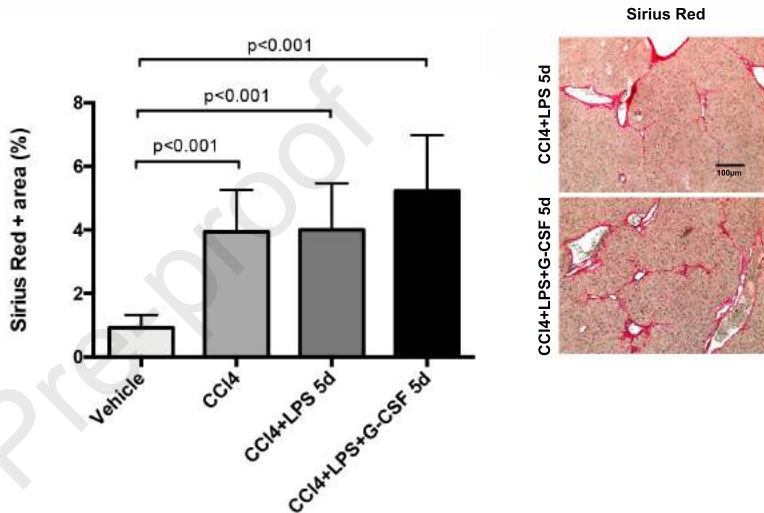 Sirius Red
p<0.001
p<0.001
p<0.001
Sirius Red + area (%)
8
6
4
2
0
Vehicle
CCl4
CCl4+LPS 5d
CCl4+LPS+G-CSF 5d
CCl4+LPS 5d
100µm
CCl4+LPS+G-CSF 5d
Pre-proof